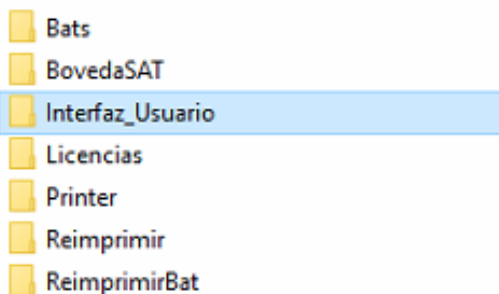 Bats
BovedaSAT
Interfaz_Usuario
Licencias
Printer
Reimprimir
ReimprimirBat